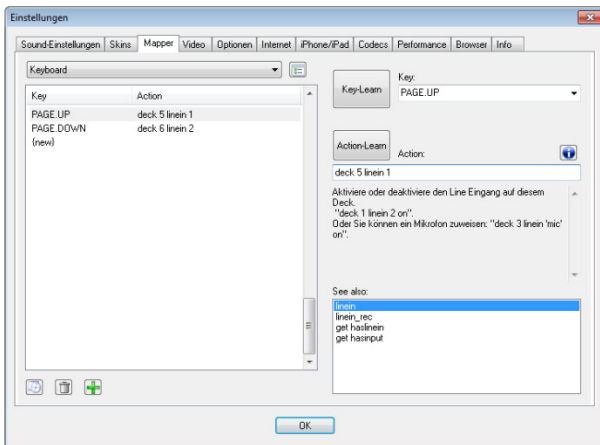 Einstellungen
Sound-Einstellungen Skins Mapper Video Optionen Internet iPhone/iPad Codecs Performance Browser Info
Keyboard
Key Action
PAGE.UP deck 5 linein 1
PAGE.DOWN deck 6 linein 2
{new}
Key-Learn
Key:
PAGE.UP
Action-Learn
Action:
deck 5 linein 1
Aktiviere oder deaktiviere den Line Eingang auf diesem
Deck.
"deck 1 linein 2 on".
Oder Sie können ein Mikrofon zuweisen: "deck 3 linein 'mic'
on".
See also:
linein
linein_rec
get haslinein
get hasinput
OK